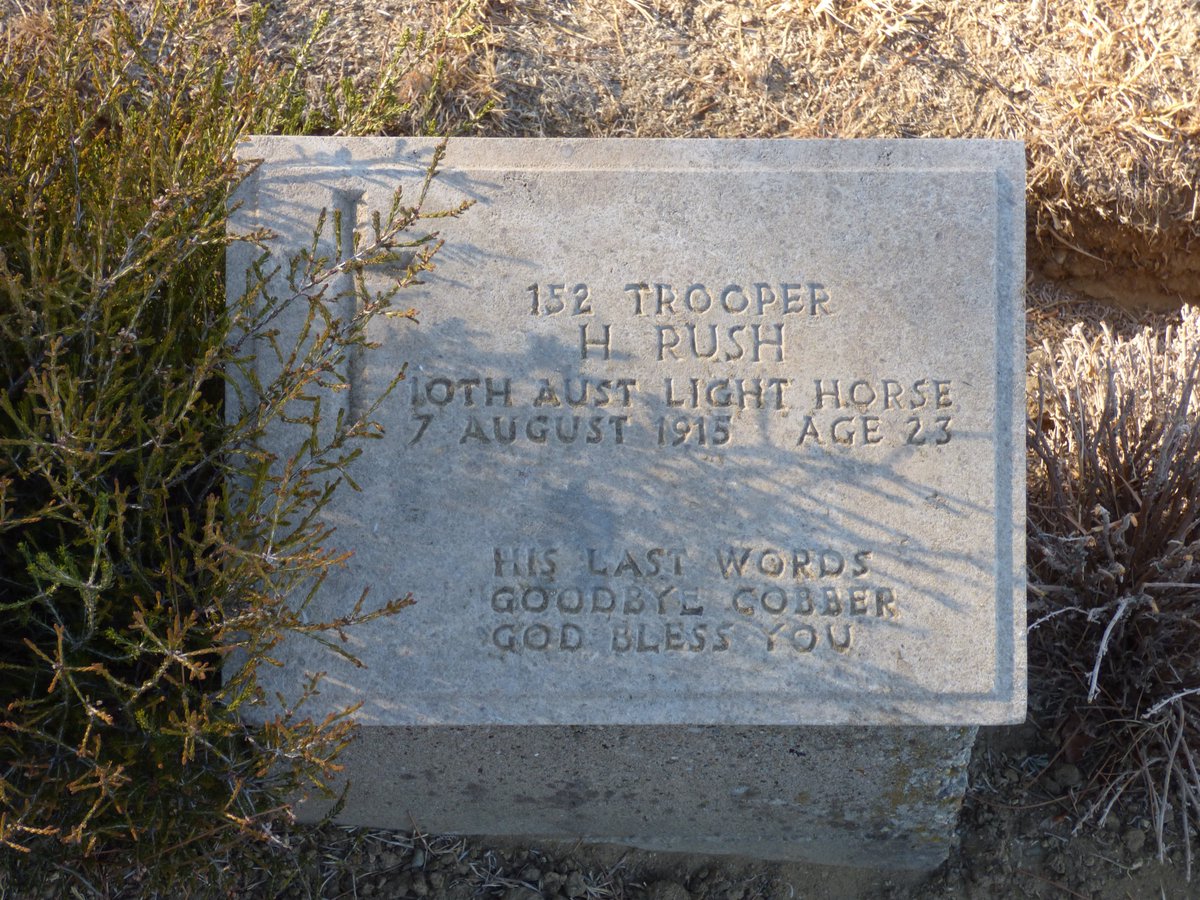 152 TROOPER
H RUSH
10TH AUST LIGHT HORSE
7 AUGUST 1915 AGE 23
HIS LAST WORDS
GOODBYE COBBER
GOD BLESS YOU